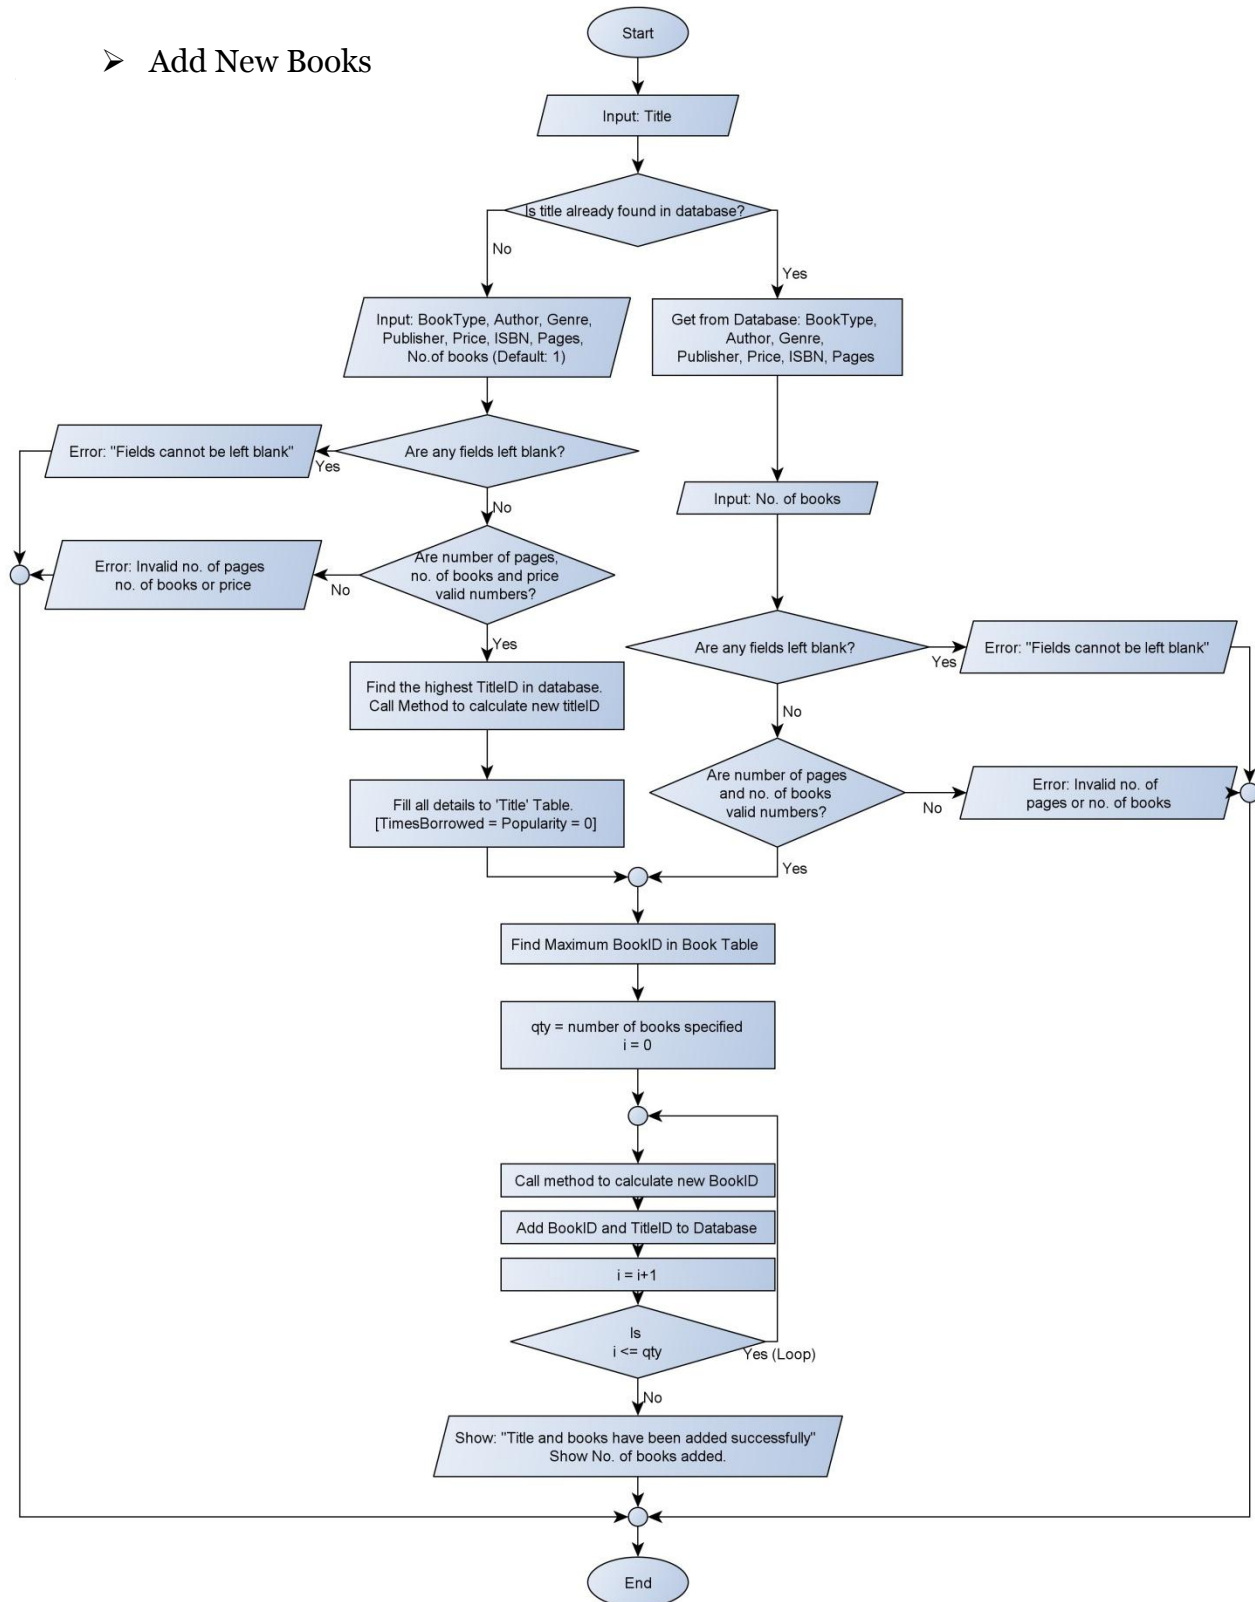 ➢ Add New Books
Start
Input: Title
Is title already found in database?
No
Yes
Input: BookType, Author, Genre,
Publisher, Price, ISBN, Pages,
No.of books (Default: 1)
Get from Database: BookType,
Author, Genre,
Publisher, Price, ISBN, Pages
Error: "Fields cannot be left blank"
Yes
Are any fields left blank?
No
Input: No. of books
Error: Invalid no. of pages
no. of books or price
No
Are number of pages,
no. of books and price
valid numbers?
Yes
Are any fields left blank?
Yes
Error: "Fields cannot be left blank"
No
Find the highest TitleID in database.
Call Method to calculate new titleID
Are number of pages
and no. of books
valid numbers?
No
Error: Invalid no. of
pages or no. of books
Yes
Fill all details to 'Title' Table.
[TimesBorrowed = Popularity = 0]
Find Maximum BookID in Book Table
qty = number of books specified
i = 0
Call method to calculate new BookID
Add BookID and TitleID to Database
i = i+1
Is
i <= qty
Yes (Loop)
No
Show: "Title and books have been added successfully"
Show No. of books added.
End